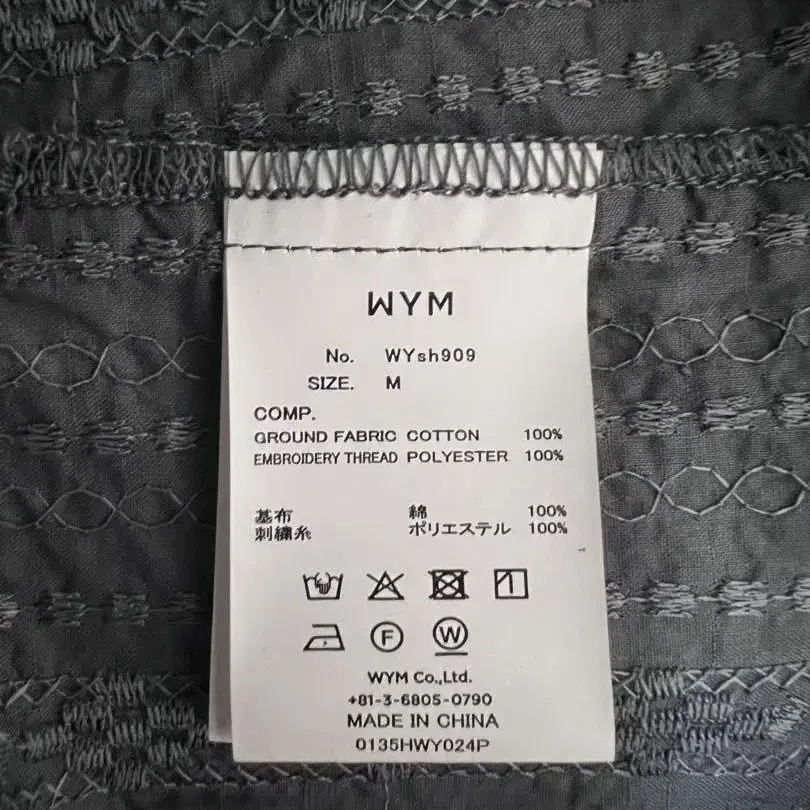 WYM
No. WYsh909
SIZE. M
COMP.
GROUND FABRIC COTTON 100%
EMBROIDERY THREAD POLYESTER 100%
基布 綿 100%
刺繍糸 ポリエステル 100%
F W
WYM Co.,Ltd.
+81-3-6805-0790
MADE IN CHINA
0135HWY024P